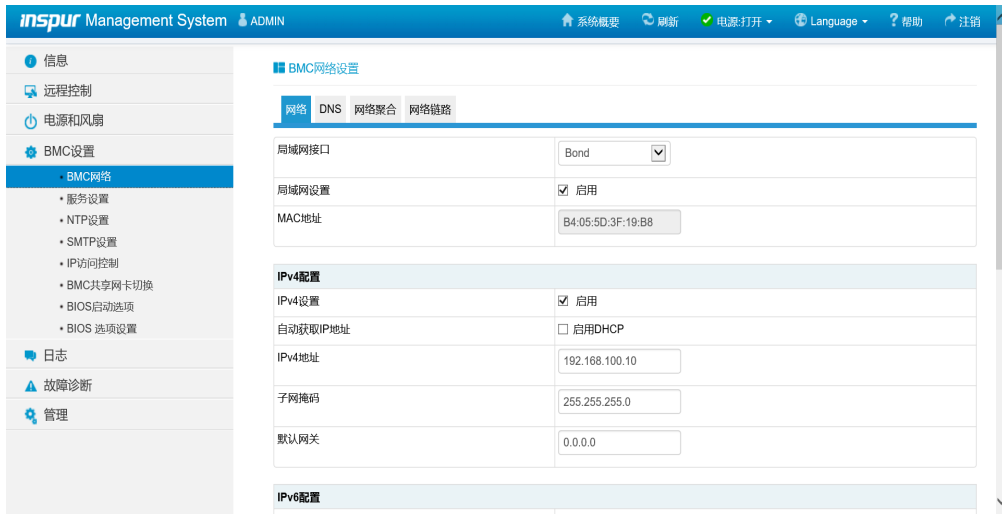 inspur Management System ADMIN 系统概要 刷新 电源:打开 Language 帮助 注销
信息
远程控制
电源和风扇
BMC设置
BMC网络
服务设置
NTP设置
SMTP设置
IP访问控制
BMC共享网卡切换
BIOS启动选项
BIOS 选项设置
日志
故障诊断
管理
BMC网络设置
网络 DNS 网络聚合 网络链路
局域网接口 Bond
局域网设置 启用
MAC地址 B4:05:5D:3F:19:B8
IPv4配置
IPv4设置 启用
自动获取IP地址 启用DHCP
IPv4地址 192.168.100.10
子网掩码 255.255.255.0
默认网关 0.0.0.0
IPv6配置